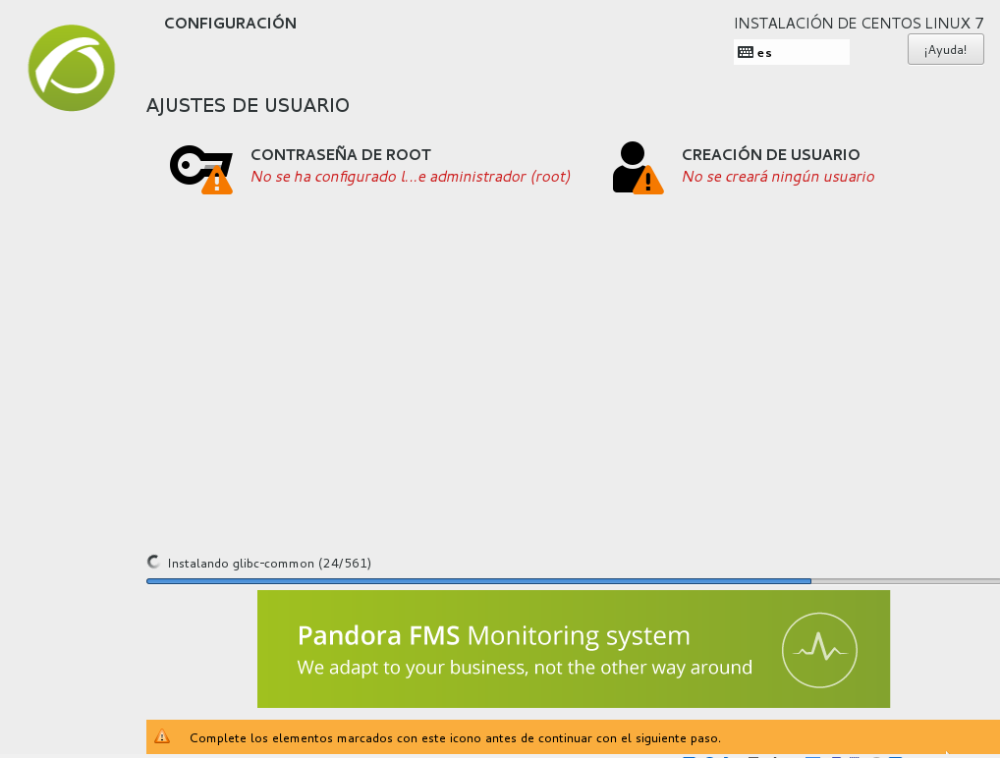 CONFIGURACIÓN
INSTALACIÓN DE CENTOS LINUX 7
es
¡Ayuda!
AJUSTES DE USUARIO
CONTRASEÑA DE ROOT
No se ha configurado l...e administrador (root)
CREACIÓN DE USUARIO
No se creará ningún usuario
Instalando glibc-common (24/561)
Pandora FMS Monitoring system
We adapt to your business, not the other way around
Complete los elementos marcados con este icono antes de continuar con el siguiente paso.